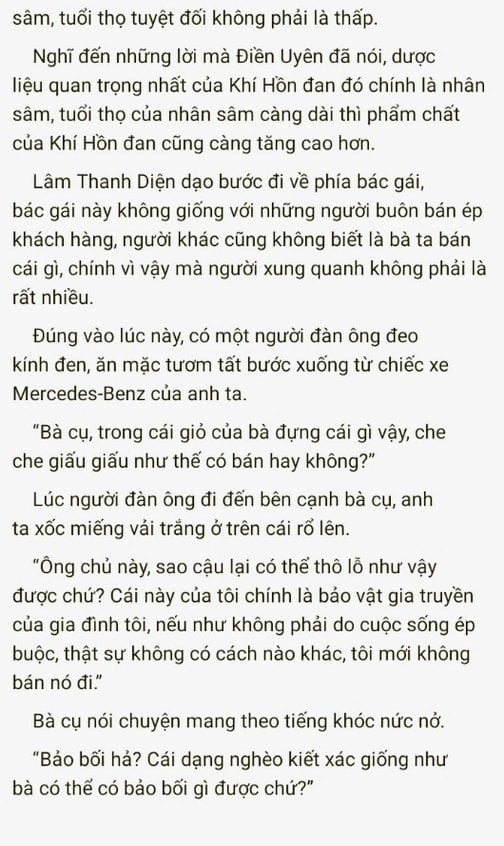 sâm, tuổi thọ tuyệt đối không phải là thấp.
Nghĩ đến những lời mà Điền Uyên đã nói, dược
liệu quan trọng nhất của Khí Hồn đan đó chính là nhân
sâm, tuổi thọ của nhân sâm càng dài thì phẩm chất
của Khí Hồn đan cũng càng tăng cao hơn.
Lâm Thanh Diện dạo bước đi về phía bác gái,
bác gái này không giống với những người buôn bán ép
khách hàng, người khác cũng không biết là bà ta bán
cái gì, chính vì vậy mà người xung quanh không phải là
rất nhiều.
Đúng vào lúc này, có một người đàn ông đeo
kính đen, ăn mặc tươm tất bước xuống từ chiếc xe
Mercedes-Benz của anh ta.
“Bà cụ, trong cái giỏ của bà đựng cái gì vậy, che
che giấu giấu như thế có bán hay không?”
Lúc người đàn ông đi đến bên cạnh bà cụ, anh
ta xốc miếng vải trắng ở trên cái rổ lên.
“Ông chủ này, sao cậu lại có thể thô lỗ như vậy
được chứ? Cái này của tôi chính là bảo vật gia truyền
của gia đình tôi, nếu như không phải do cuộc sống ép
buộc, thật sự không có cách nào khác, tôi mới không
bán nó đi.”
Bà cụ nói chuyện mang theo tiếng khóc nức nở.
“Bảo bối hả? Cái dạng nghèo kiết xác giống như
bà có thể có bảo bối gì được chứ?”